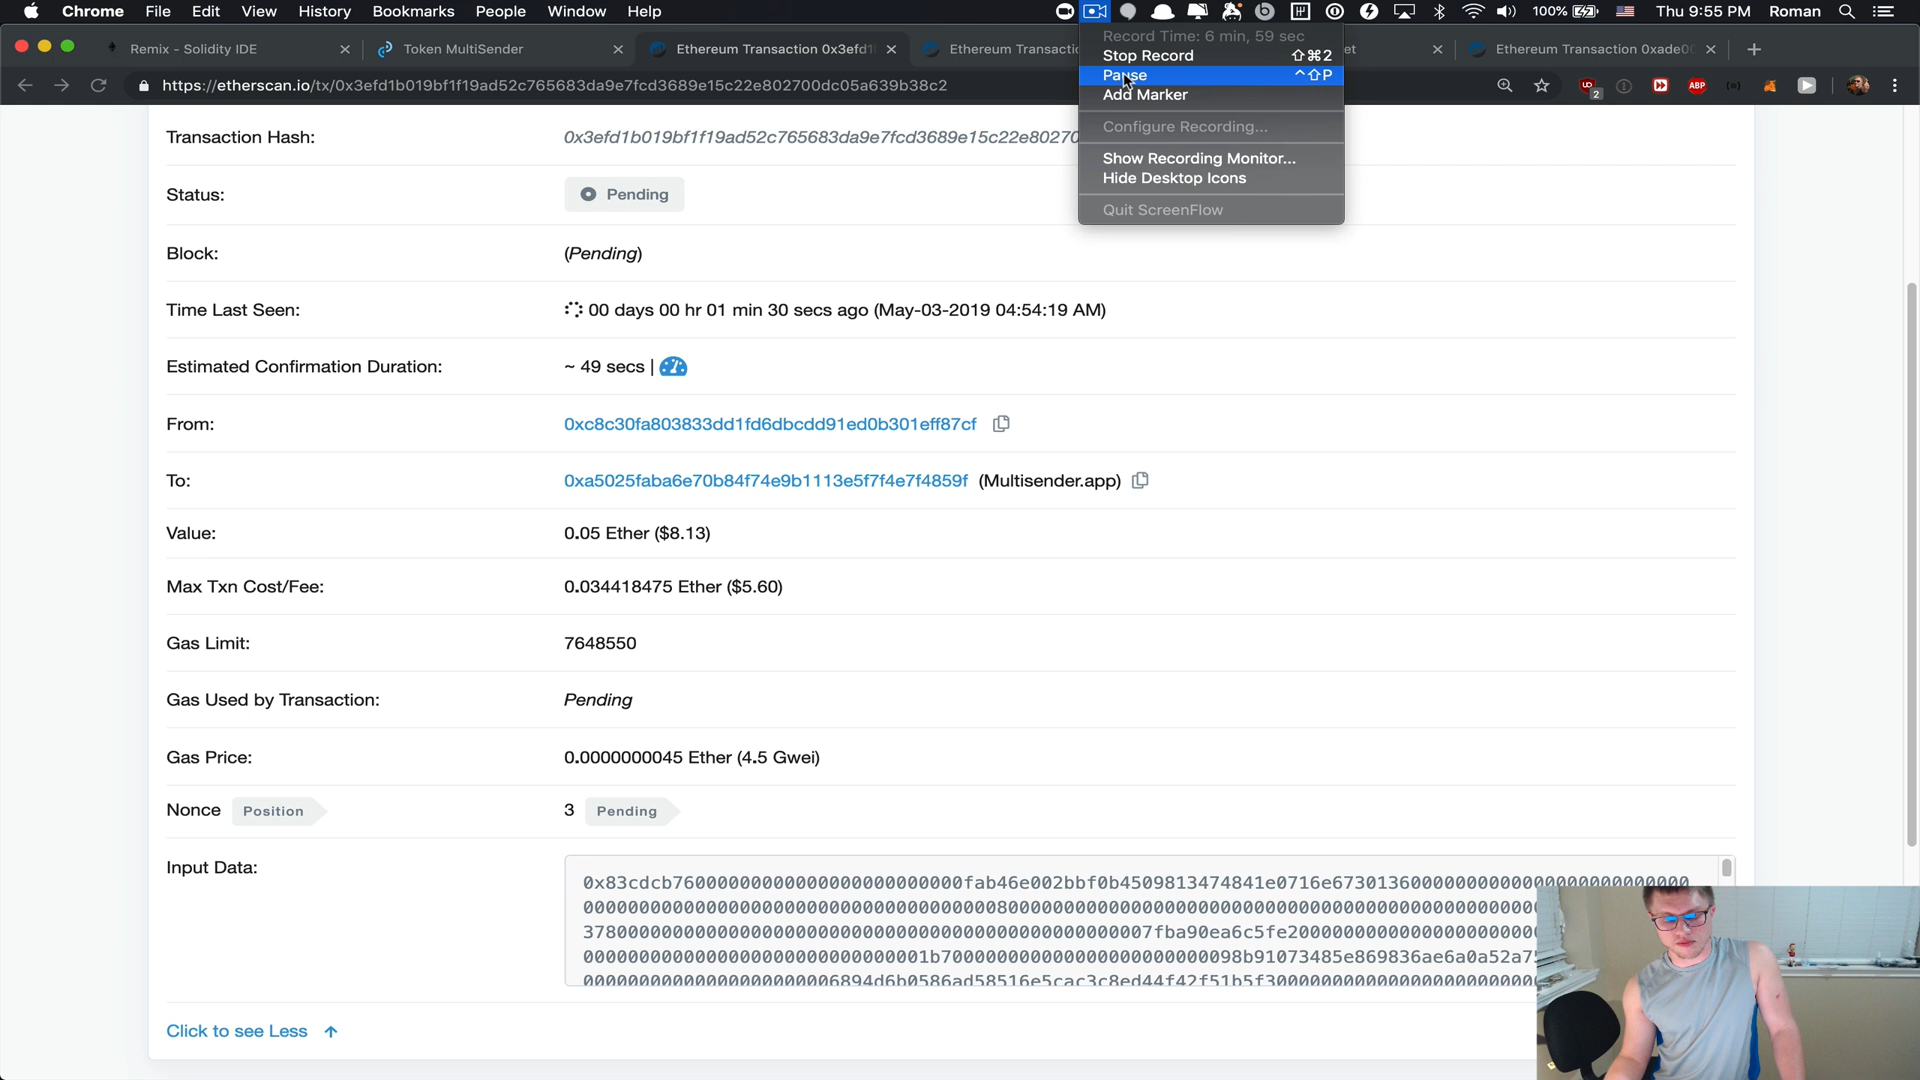 Chrome File Edit View History Bookmarks People Window Help 100% Thu 9:55 PM Roman
Remix - Solidity IDE
Token MultiSender
Ethereum Transaction 0x3efd1
Ethereum Transactio
et
Ethereum Transaction 0xade0
https://etherscan.io/tx/0x3efd1b019bf1f19ad52c765683da9e7fcd3689e15c22e802700dc05a639b38c2
2
ABP
Record Time: 6 min, 59 sec
Stop Record ⇧⌘2
Pause ^⇧P
Add Marker
Configure Recording...
Show Recording Monitor...
Hide Desktop Icons
Quit ScreenFlow
Transaction Hash: 0x3efd1b019bf1f19ad52c765683da9e7fcd3689e15c22e80270
Status: Pending
Block: (Pending)
Time Last Seen: 00 days 00 hr 01 min 30 secs ago (May-03-2019 04:54:19 AM)
Estimated Confirmation Duration: ~ 49 secs |
From: 0xc8c30fa803833dd1fd6dbcdd91ed0b301eff87cf
To: 0xa5025faba6e70b84f74e9b1113e5f7f4e7f4859f (Multisender.app)
Value: 0.05 Ether ($8.13)
Max Txn Cost/Fee: 0.034418475 Ether ($5.60)
Gas Limit: 7648550
Gas Used by Transaction: Pending
Gas Price: 0.0000000045 Ether (4.5 Gwei)
Nonce Position 3 Pending
Input Data:
Click to see Less ↑